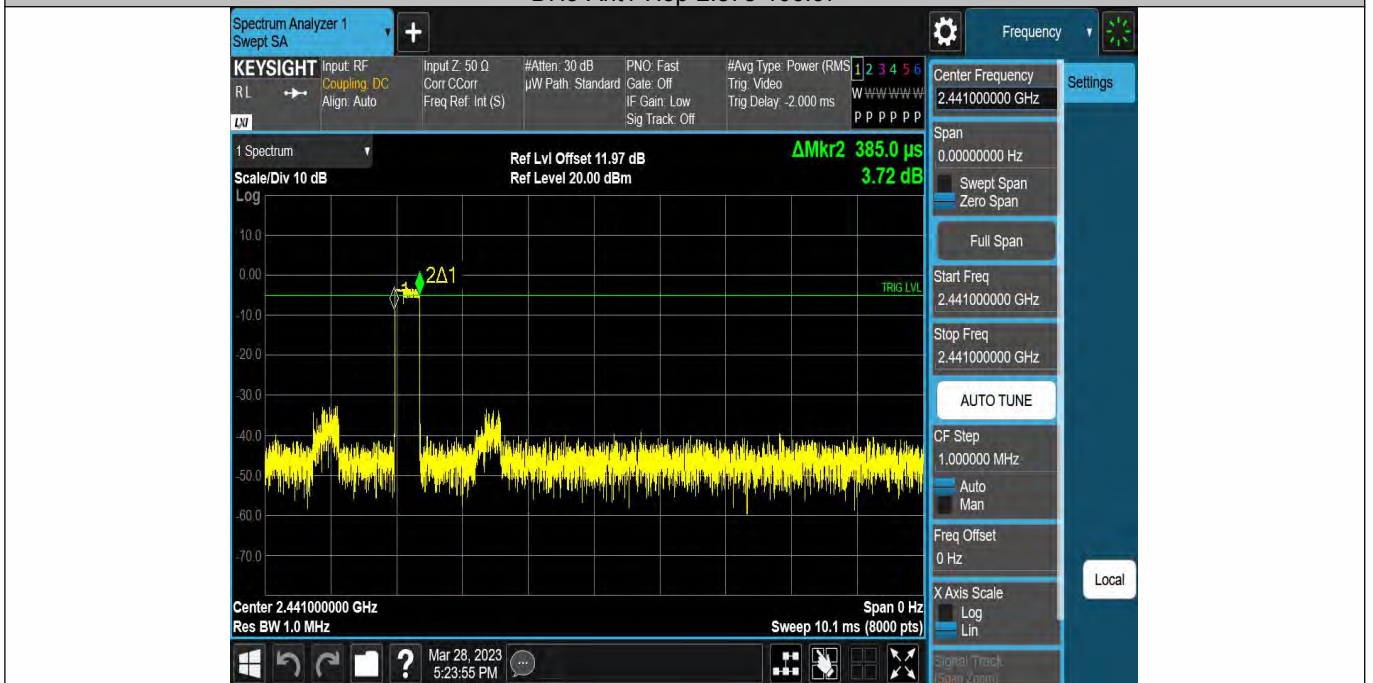 Spectrum Analyzer 1
Swept SA
+
Frequency
KEYSIGHT
RL
LXI
Input: RF
Coupling: DC
Align: Auto
Input Z: 50 Ω
Corr CCorr
Freq Ref: Int (S)
#Atten: 30 dB
µW Path: Standard
PNO: Fast
Gate: Off
IF Gain: Low
Sig Track: Off
#Avg Type: Power (RMS
Trig: Video
Trig Delay: -2.000 ms
1 2 3 4 5 6
W W W W W W
P P P P P P
Center Frequency
2.441000000 GHz
Settings
1 Spectrum
Scale/Div 10 dB
Log
Ref Lvl Offset 11.97 dB
Ref Level 20.00 dBm
ΔMkr2 385.0 µs
3.72 dB
Span
0.00000000 Hz
Swept Span
Zero Span
Full Span
10.0
0.00
-10.0
-20.0
-30.0
-40.0
-50.0
-60.0
-70.0
2Δ1
1
TRIG LVL
Start Freq
2.441000000 GHz
Stop Freq
2.441000000 GHz
AUTO TUNE
CF Step
1.000000 MHz
Auto
Man
Freq Offset
0 Hz
X Axis Scale
Log
Lin
Local
Signal Track
(Span Zoom)
Center 2.441000000 GHz
Res BW 1.0 MHz
Span 0 Hz
Sweep 10.1 ms (8000 pts)
?
Mar 28, 2023
5:23:55 PM